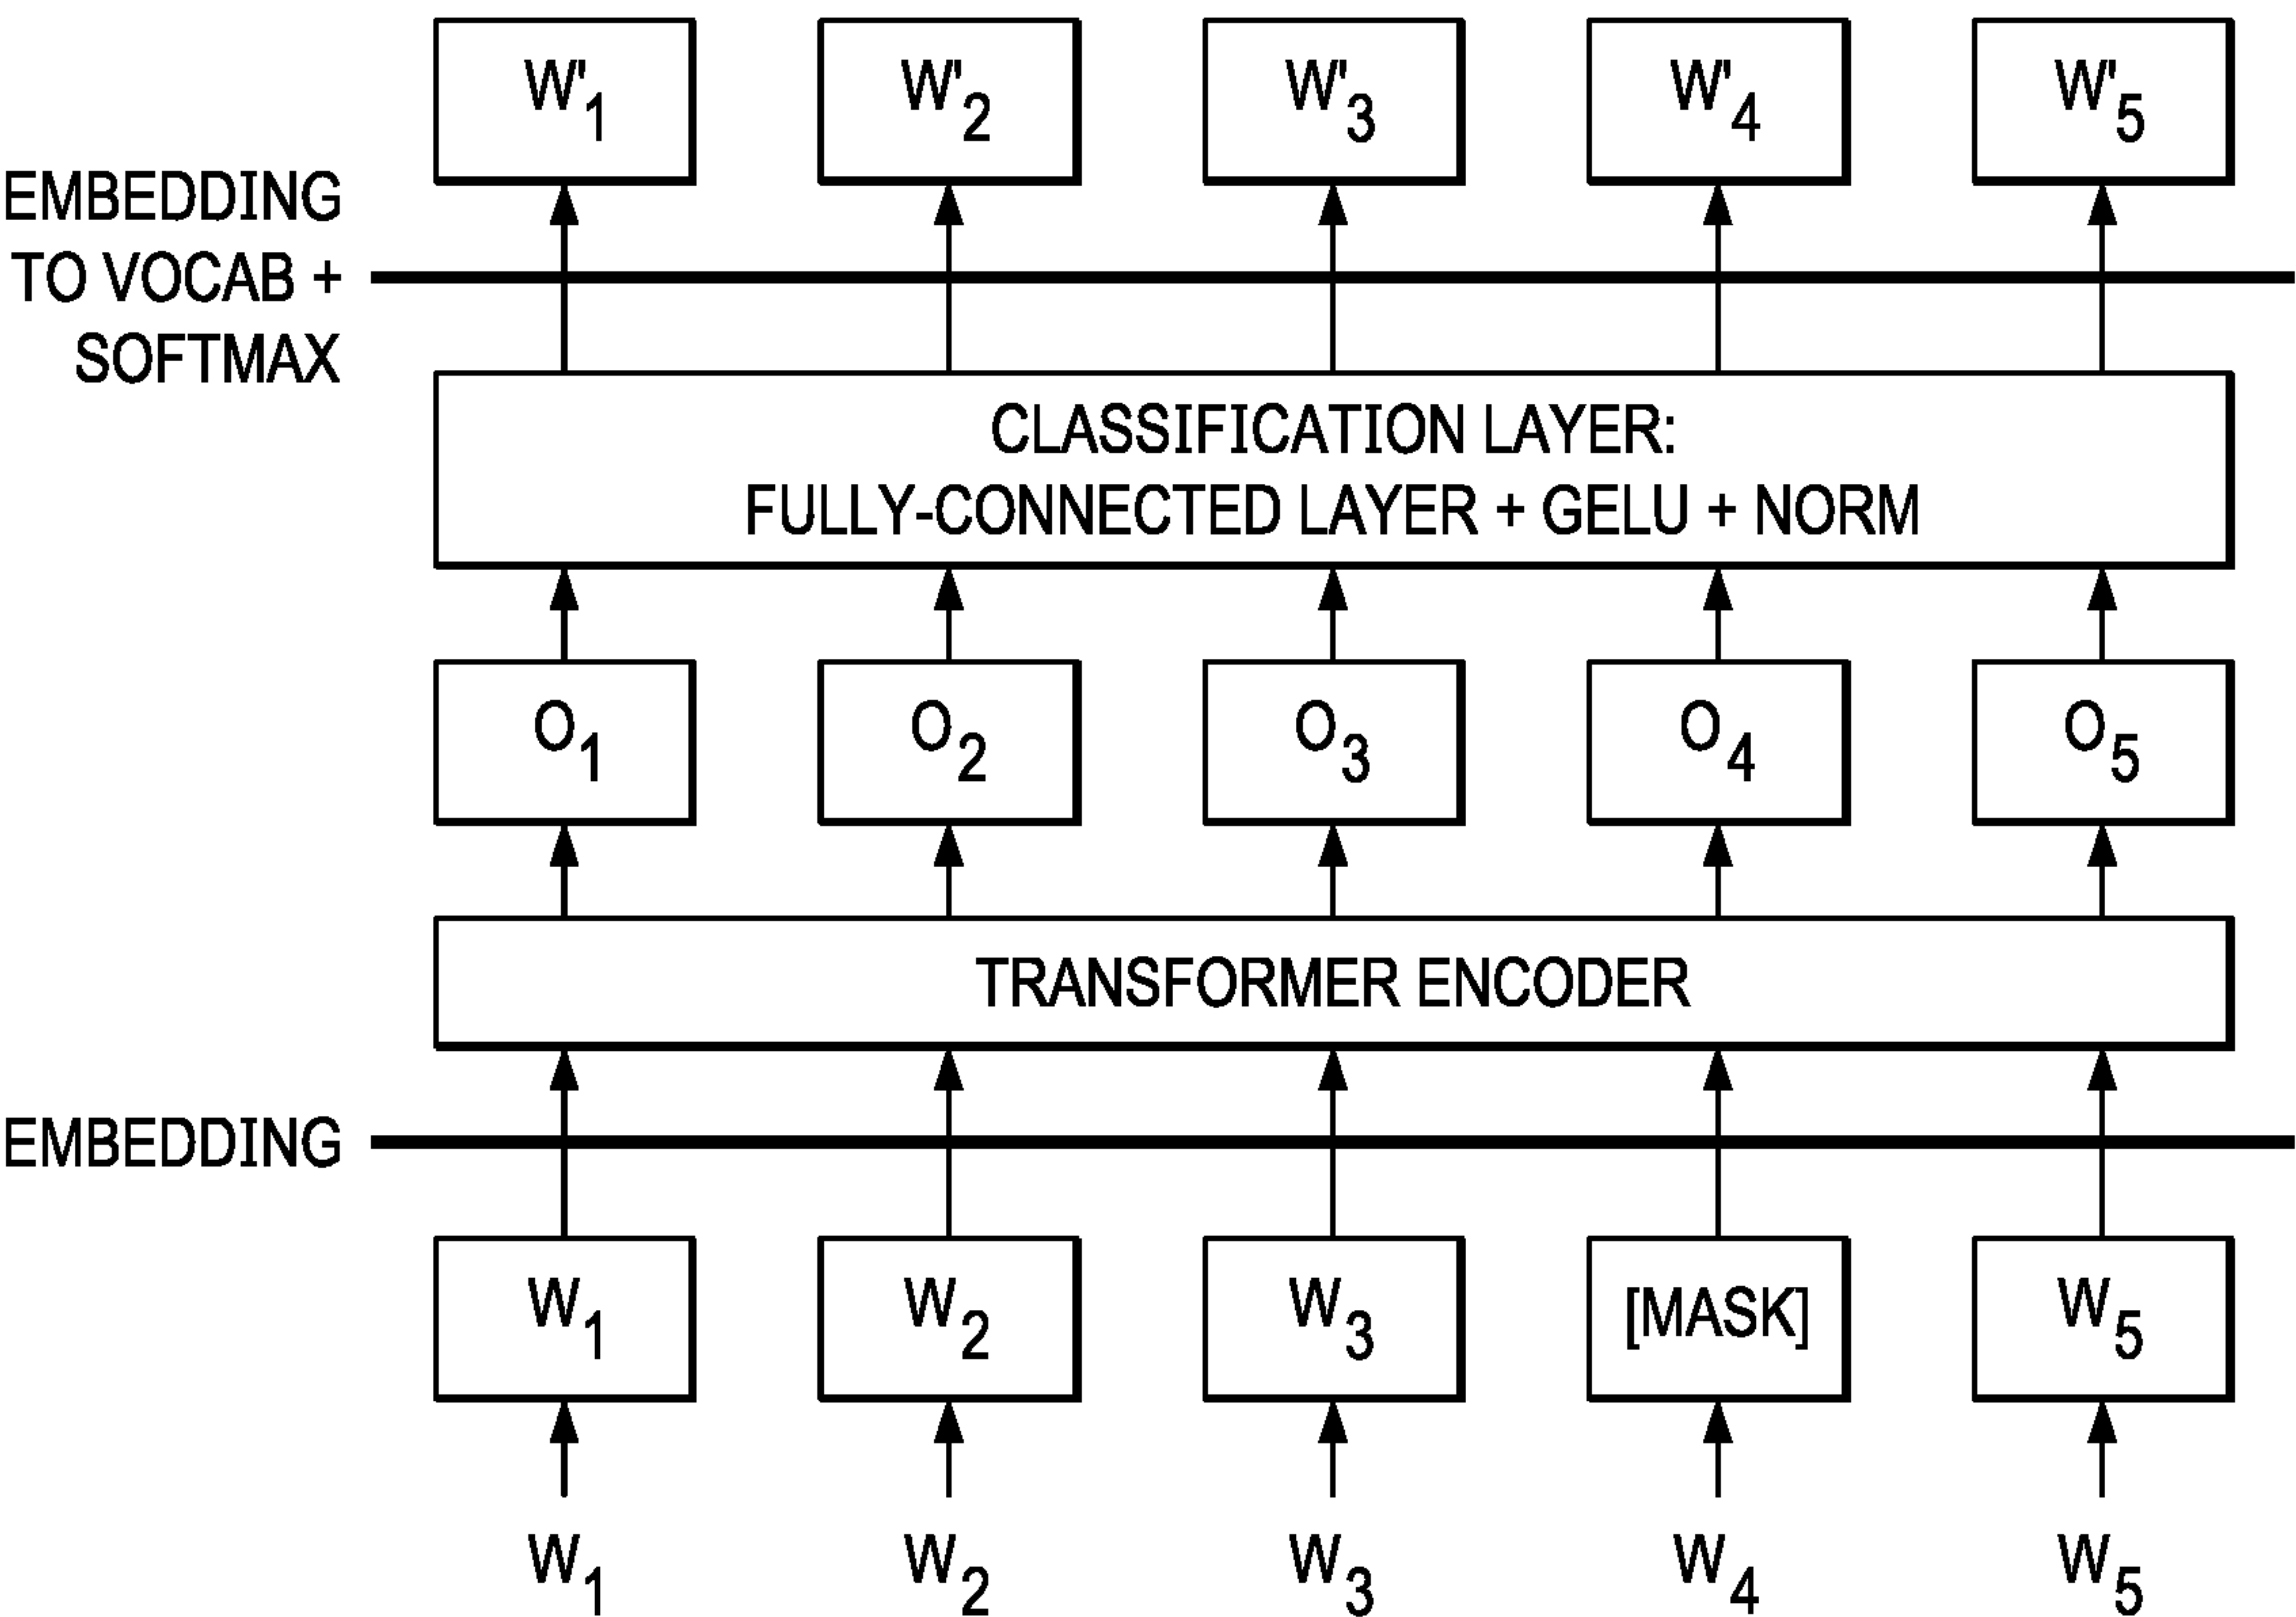 W'1 W'2 W'3 W'4 W'5
EMBEDDING
TO VOCAB +
SOFTMAX
CLASSIFICATION LAYER:
FULLY-CONNECTED LAYER + GELU + NORM
O1 O2 O3 O4 O5
TRANSFORMER ENCODER
EMBEDDING
W1 W2 W3 [MASK] W5
W1 W2 W3 W4 W5